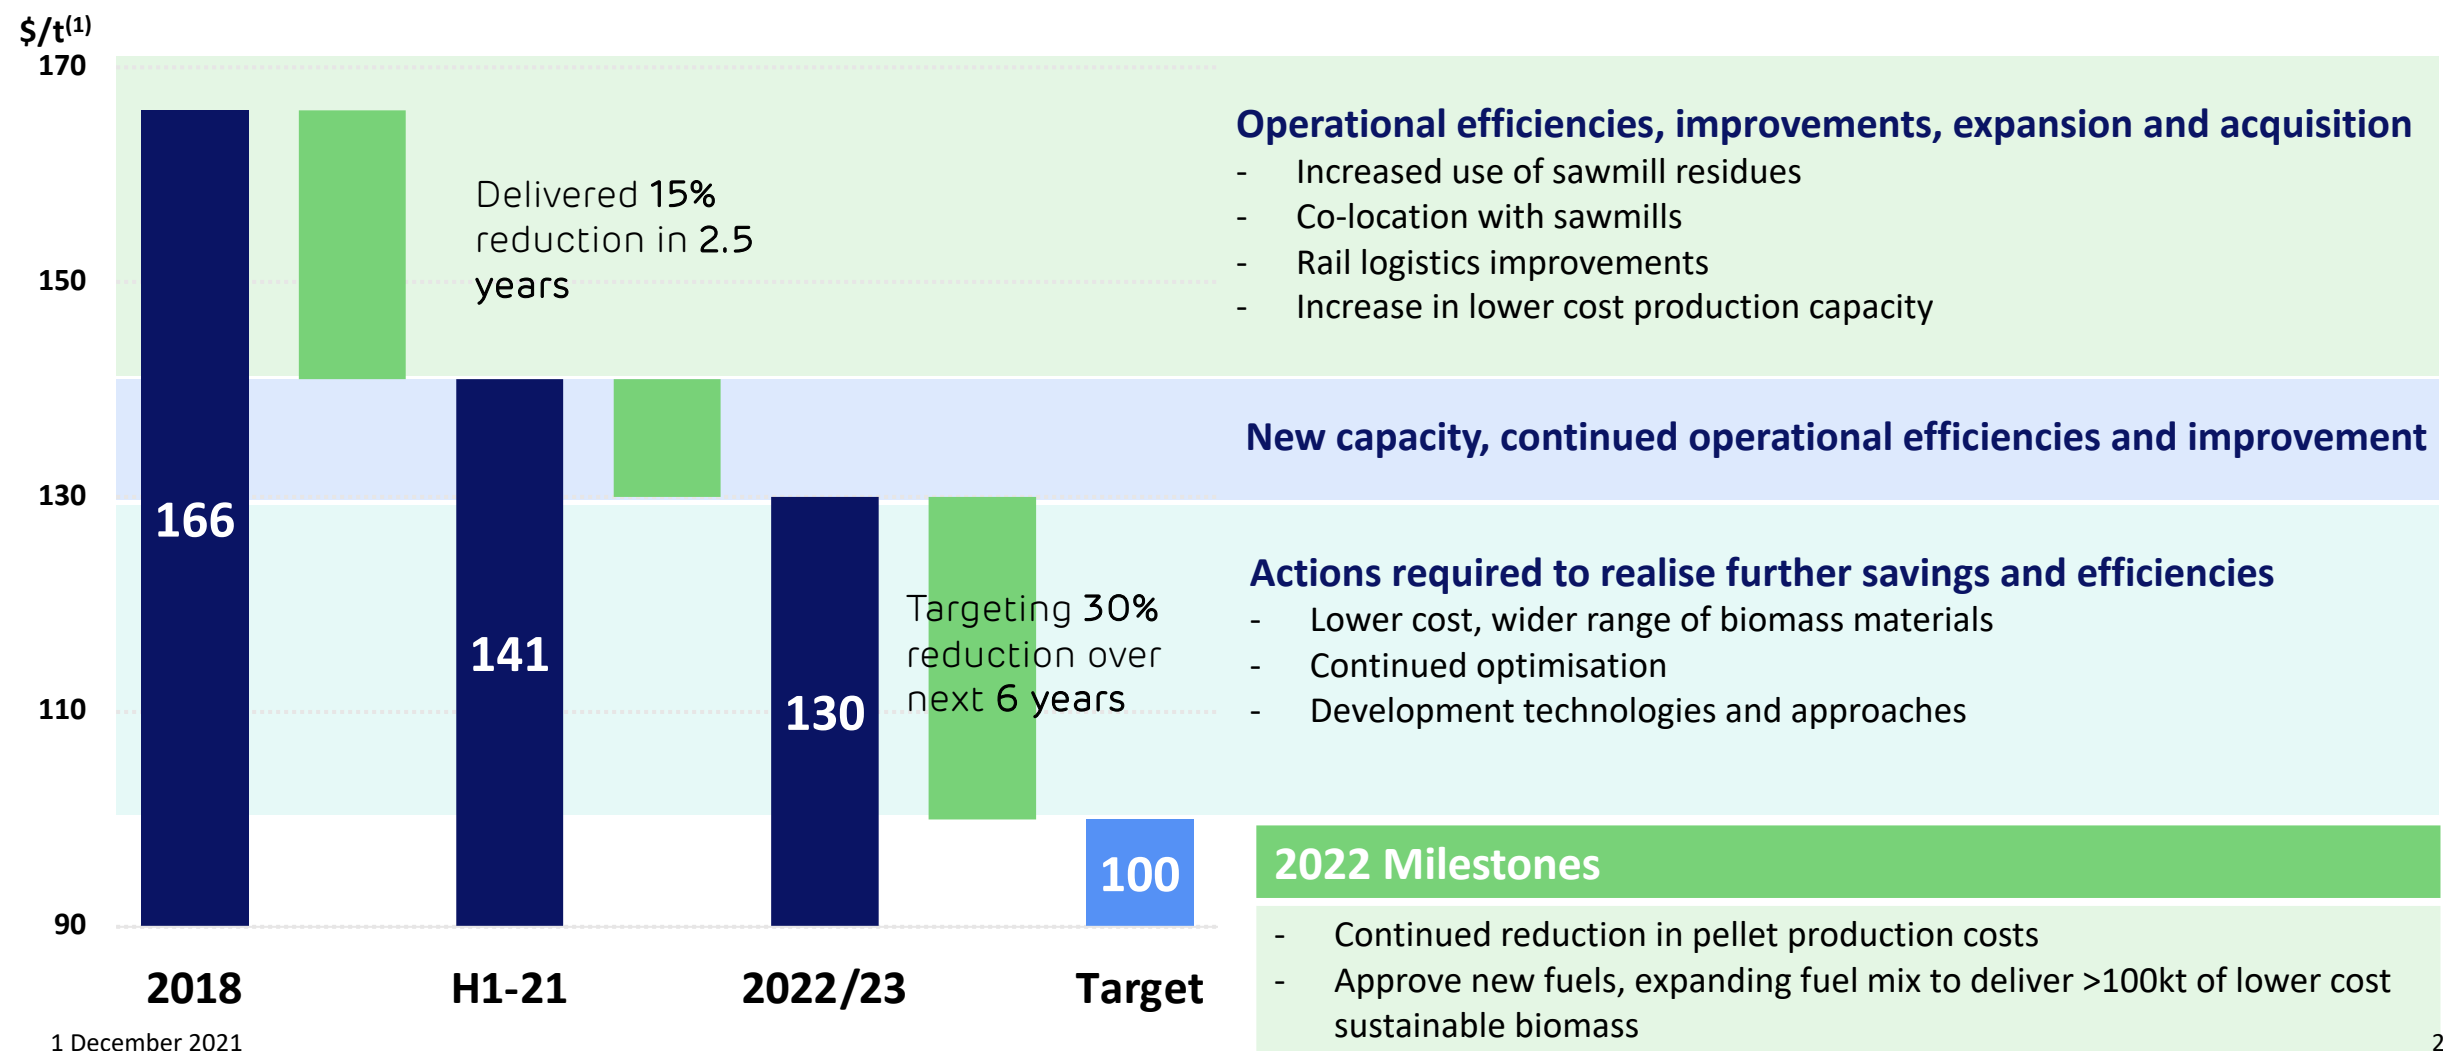 $/t(1)
170
150
130
110
90
166
141
130
100
Delivered 15%
reduction in 2.5
years
Targeting 30%
reduction over
next 6 years
2018
H1-21
2022/23
Target
Operational efficiencies, improvements, expansion and acquisition
- Increased use of sawmill residues
- Co-location with sawmills
- Rail logistics improvements
- Increase in lower cost production capacity
New capacity, continued operational efficiencies and improvement
Actions required to realise further savings and efficiencies
- Lower cost, wider range of biomass materials
- Continued optimisation
- Development technologies and approaches
2022 Milestones
- Continued reduction in pellet production costs
- Approve new fuels, expanding fuel mix to deliver >100kt of lower cost
sustainable biomass
1 December 2021
2